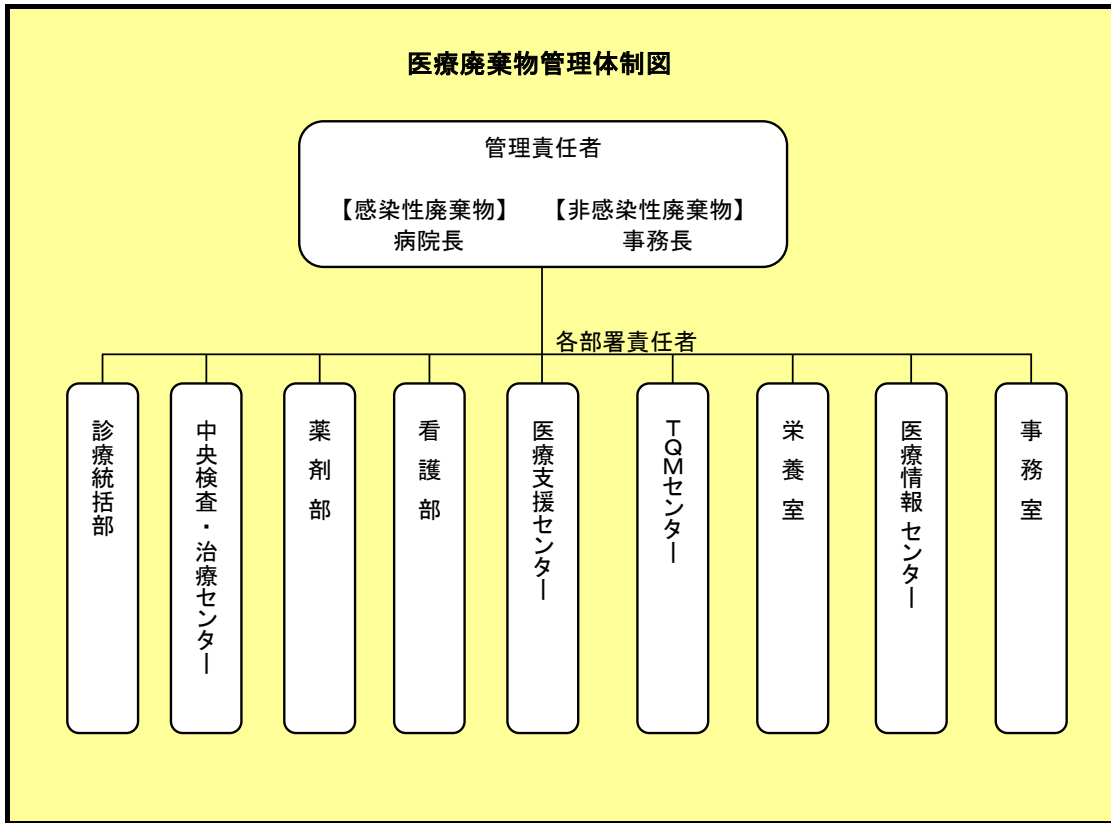 医療廃棄物管理体制図
管理責任者
【感染性廃棄物】 【非感染性廃棄物】
病院長 事務長
各部署責任者
診療統括部
中央検査・治療センター
薬剤部
看護部
医療支援センター
TQMセンター
栄養室
医療情報センター
事務室